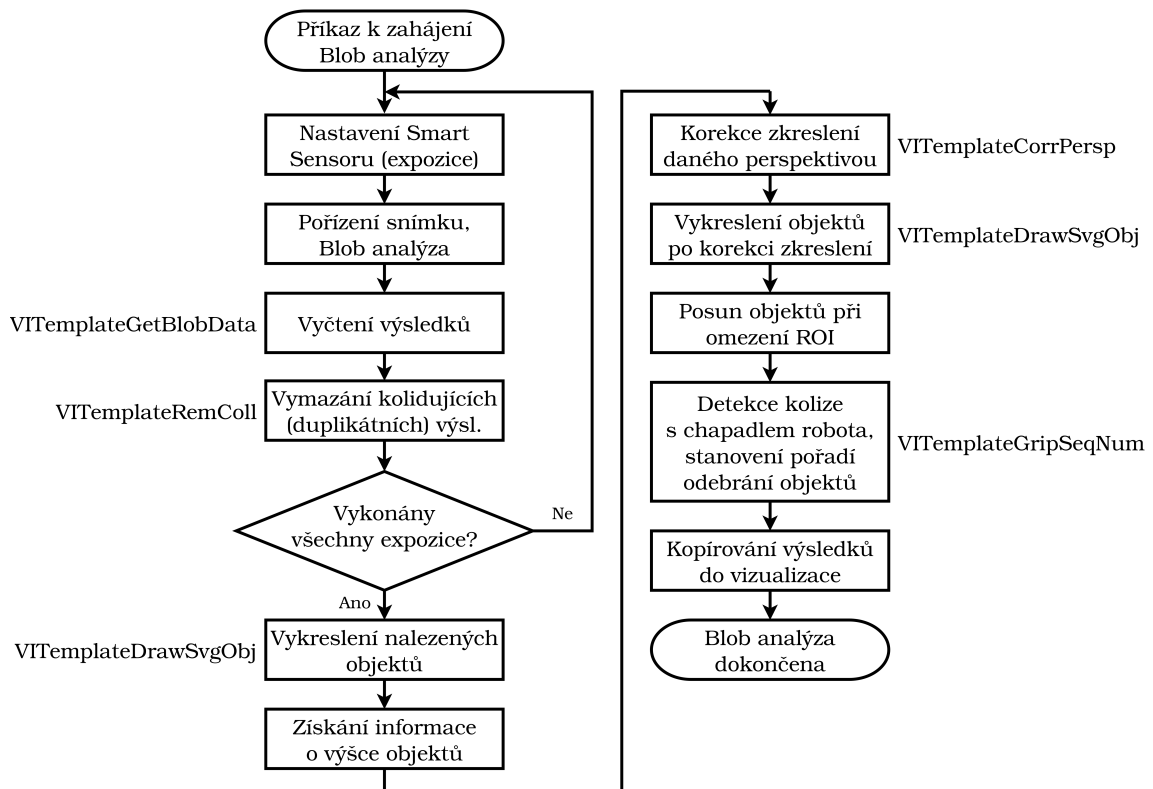 Příkaz k zahájení
Blob analýzy
Nastavení Smart
Sensoru (expozice)
Pořízení snímku,
Blob analýza
VITemplateGetBlobData
Vyčtení výsledků
VITemplateRemColl
Vymazání kolidujících
(duplikátních) výsl.
Vykonány
všechny expozice?
Ne
Ano
VITemplateDrawSvgObj
Vykreslení nalezených
objektů
Získání informace
o výšce objektů
Korekce zkreslení
daného perspektivou
VITemplateCorrPersp
Vykreslení objektů
po korekci zkreslení
VITemplateDrawSvgObj
Posun objektů při
omezení ROI
Detekce kolize
s chapadlem robota,
stanovení pořadí
odebrání objektů
VITemplateGripSeqNum
Kopírování výsledků
do vizualizace
Blob analýza
dokončena